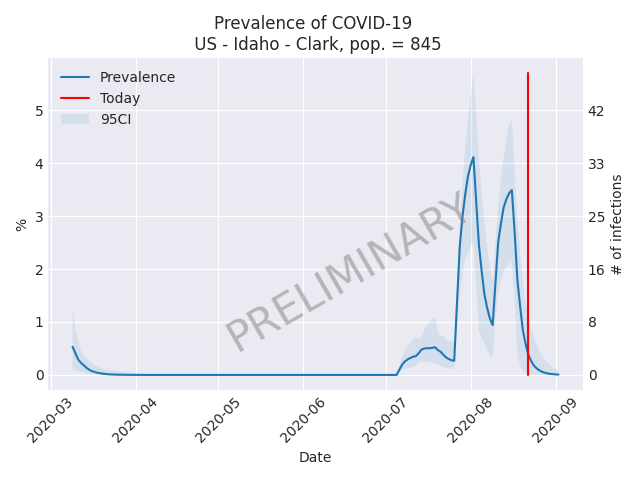 Prevalence of COVID-19
US - Idaho - Clark, pop. = 845
Prevalence
Today
95CI
PRELIMINARY
%
5
4
3
2
1
0
# of infections
42
33
25
16
8
0
2020-03
2020-04
2020-05
2020-06
2020-07
2020-08
2020-09
Date